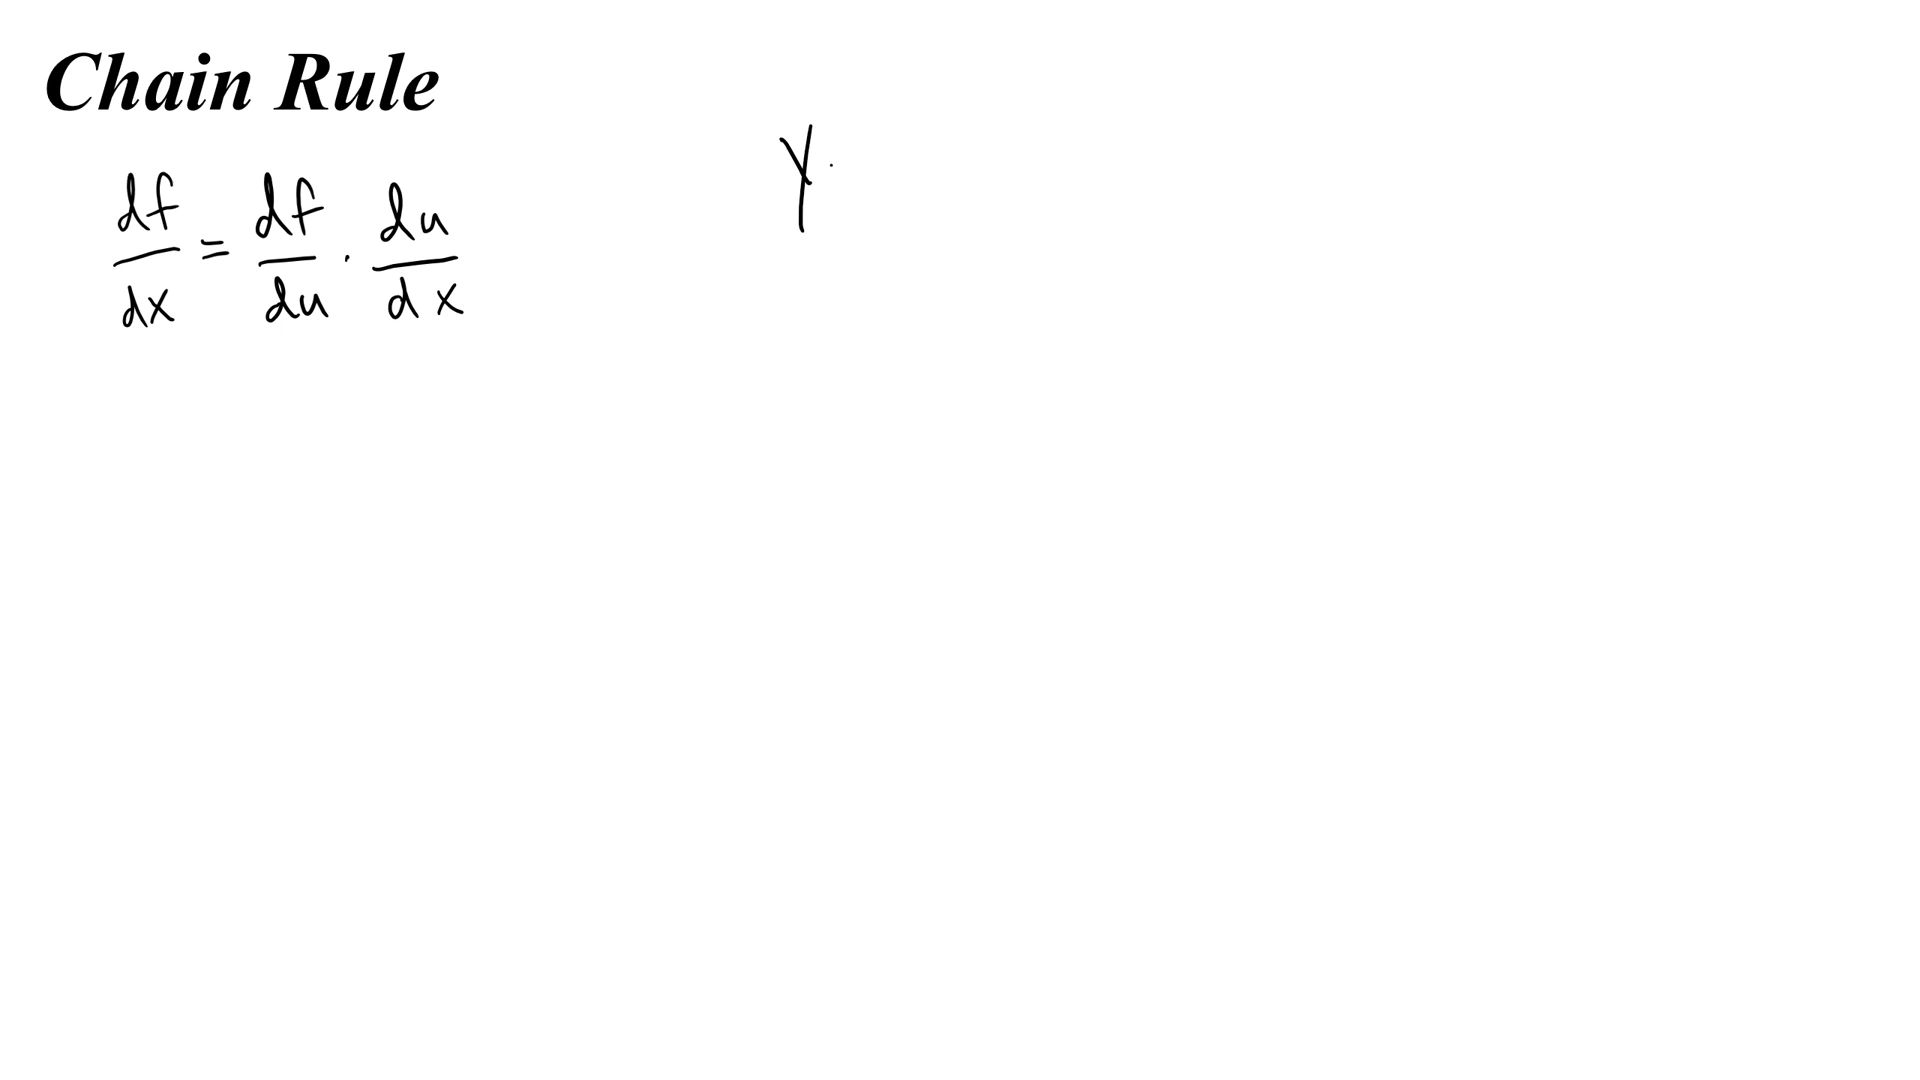 Chain Rule
df/dx = df/du · du/dx
y